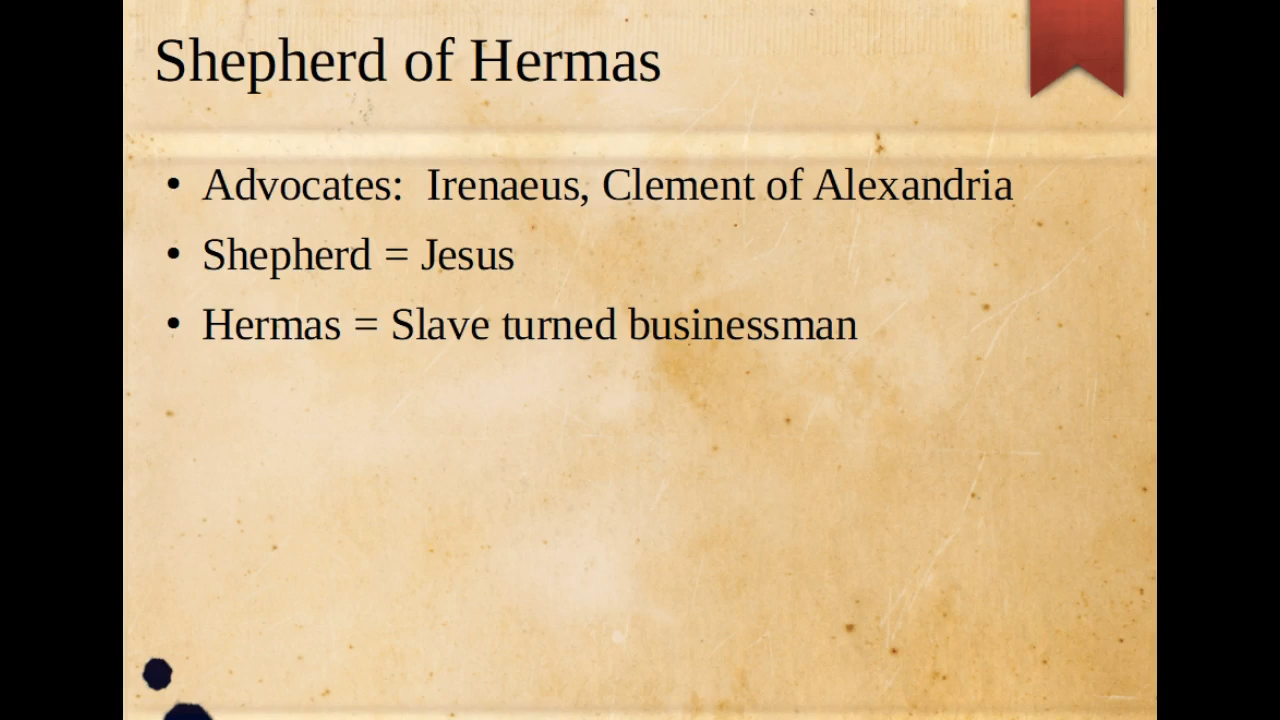 Shepherd of Hermas
• Advocates:  Irenaeus, Clement of Alexandria
• Shepherd = Jesus
• Hermas = Slave turned businessman